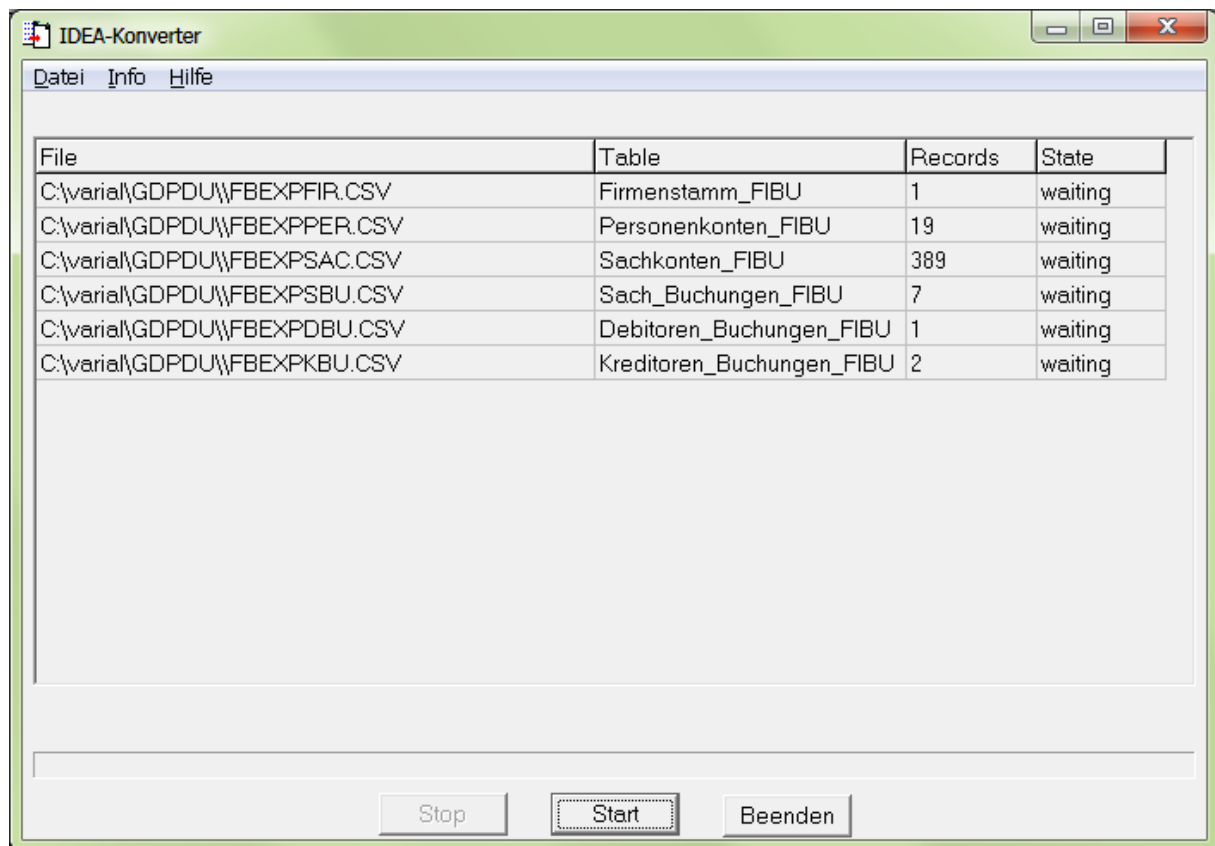 IDEA-Konverter
Datei Info Hilfe
File Table Records State
C:\varial\GDPDU\\FBEXPFIR.CSV Firmenstamm_FIBU 1 waiting
C:\varial\GDPDU\\FBEXPPER.CSV Personenkonten_FIBU 19 waiting
C:\varial\GDPDU\\FBEXPSAC.CSV Sachkonten_FIBU 389 waiting
C:\varial\GDPDU\\FBEXPSBU.CSV Sach_Buchungen_FIBU 7 waiting
C:\varial\GDPDU\\FBEXPDBU.CSV Debitoren_Buchungen_FIBU 1 waiting
C:\varial\GDPDU\\FBEXPKBU.CSV Kreditoren_Buchungen_FIBU 2 waiting
Stop Start Beenden